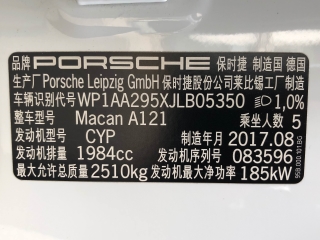 品牌 PORSCHE 保时捷 制造国 德国
生产厂 Porsche Leipzig GmbH 保时捷股份公司莱比锡工厂制造
车辆识别代号 WP1AA295XJLB05350 1,0%
整车型号 Macan A121 乘坐人数 5
发动机型号 CYP 制造年月 2017.08
发动机排量 1984cc 发动机序列号 083596
最大允许总质量 2510kg 发动机最大净功率 185kW
959.000.101.BG